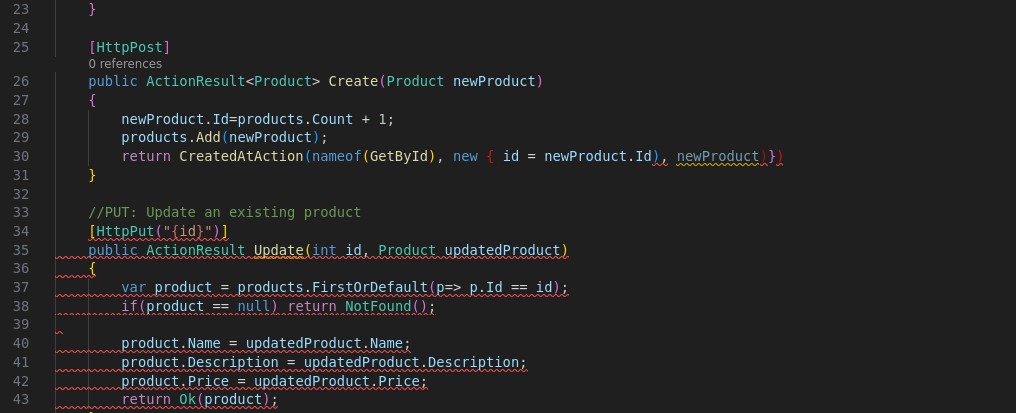 23 }
24
25 [HttpPost]
0 references
26 public ActionResult<Product> Create(Product newProduct)
27 {
28 newProduct.Id=products.Count + 1;
29 products.Add(newProduct);
30 return CreatedAtAction(nameof(GetById), new { id = newProduct.Id), newProduct)})
31 }
32
33 //PUT: Update an existing product
34 [HttpPut("{id}")]
35 public ActionResult Update(int id, Product updatedProduct)
36 {
37 var product = products.FirstOrDefault(p=> p.Id == id);
38 if(product == null) return NotFound();
39
40 product.Name = updatedProduct.Name;
41 product.Description = updatedProduct.Description;
42 product.Price = updatedProduct.Price;
43 return Ok(product);